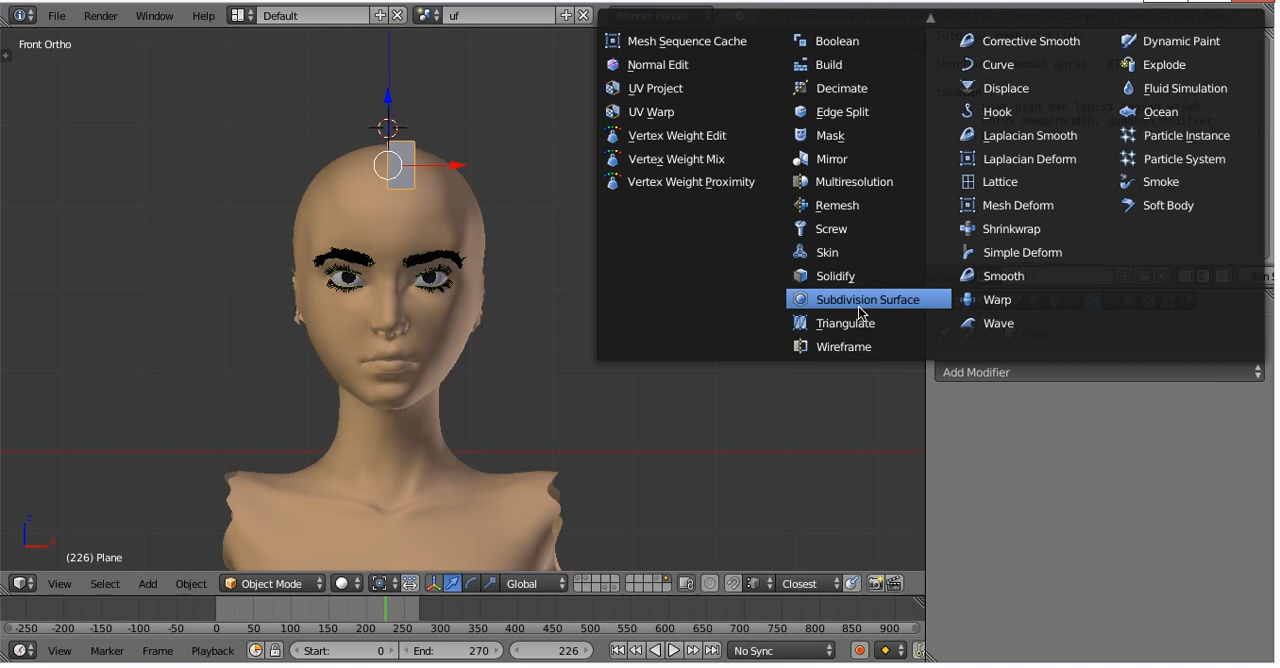 File Render Window Help Default uf
Front Ortho
Mesh Sequence Cache
Normal Edit
UV Project
UV Warp
Vertex Weight Edit
Vertex Weight Mix
Vertex Weight Proximity
Boolean
Build
Decimate
Edge Split
Mask
Mirror
Multiresolution
Remesh
Screw
Skin
Solidify
Subdivision Surface
Triangulate
Wireframe
Corrective Smooth
Curve
Displace
Hook
Laplacian Smooth
Laplacian Deform
Lattice
Mesh Deform
Shrinkwrap
Simple Deform
Smooth
Warp
Wave
Dynamic Paint
Explode
Fluid Simulation
Ocean
Particle Instance
Particle System
Smoke
Soft Body
Add Modifier
z
x
(226) Plane
View Select Add Object Object Mode Global Closest
-250 -200 -150 -100 -50 0 50 100 150 200 250 300 350 400 450 500 550 600 650 700 750 800 850 900
View Marker Frame Playback Start: 0 End: 270 226 No Sync